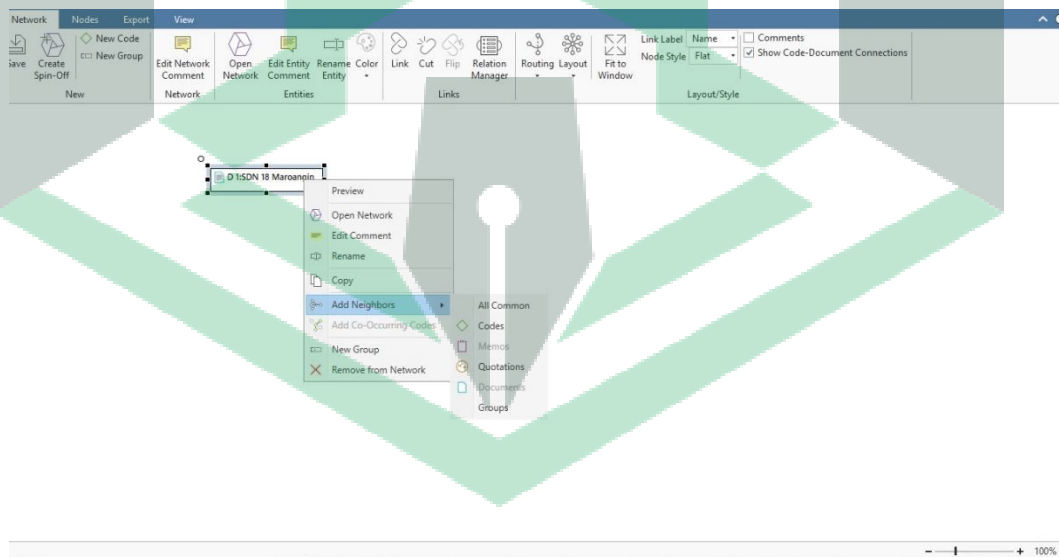 Network Nodes Export View
Save
Create Spin-Off
New Code
New Group
New
Edit Network Comment
Network
Open Network
Edit Entity Comment
Rename Entity
Color
Entities
Link
Cut
Flip
Relation Manager
Links
Routing
Layout
Fit to Window
Link Label Name
Node Style Flat
Comments
Show Code-Document Connections
Layout/Style
D 1:SDN 18 Maroangin
Preview
Open Network
Edit Comment
Rename
Copy
Add Neighbors
Add Co-Occurring Codes
New Group
Remove from Network
All Common
Codes
Memos
Quotations
Documents
Groups
100%